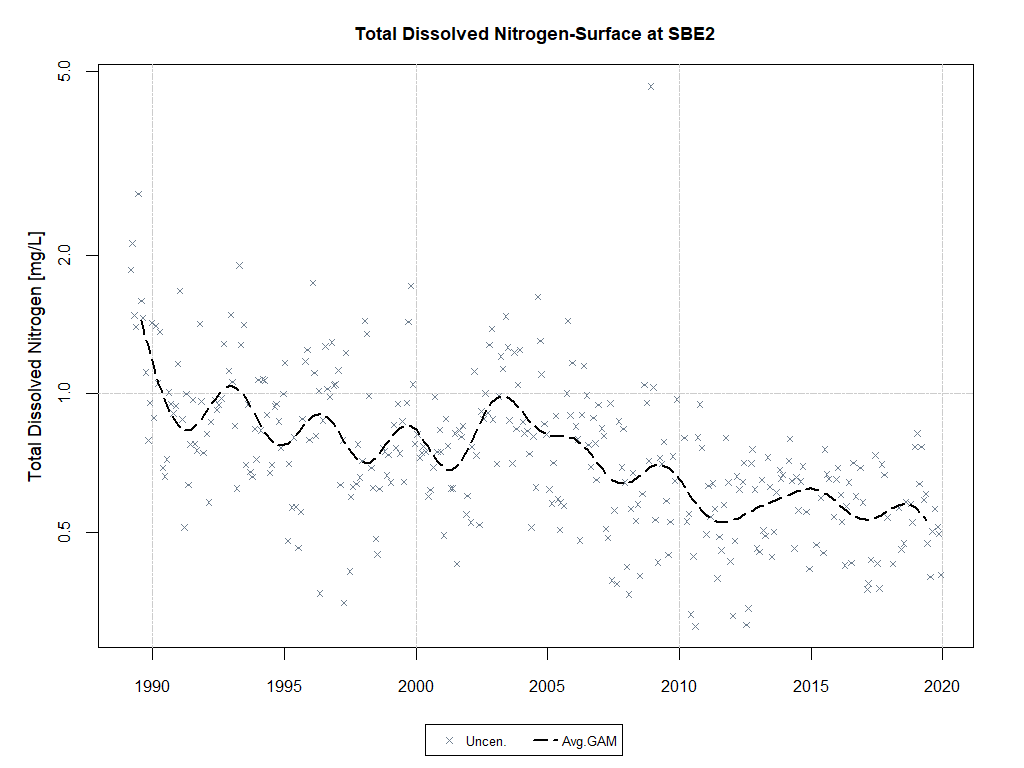 Total Dissolved Nitrogen-Surface at SBE2
Total Dissolved Nitrogen [mg/L]
5.0
2.0
1.0
0.5
1990 1995 2000 2005 2010 2015 2020
Uncen. Avg.GAM